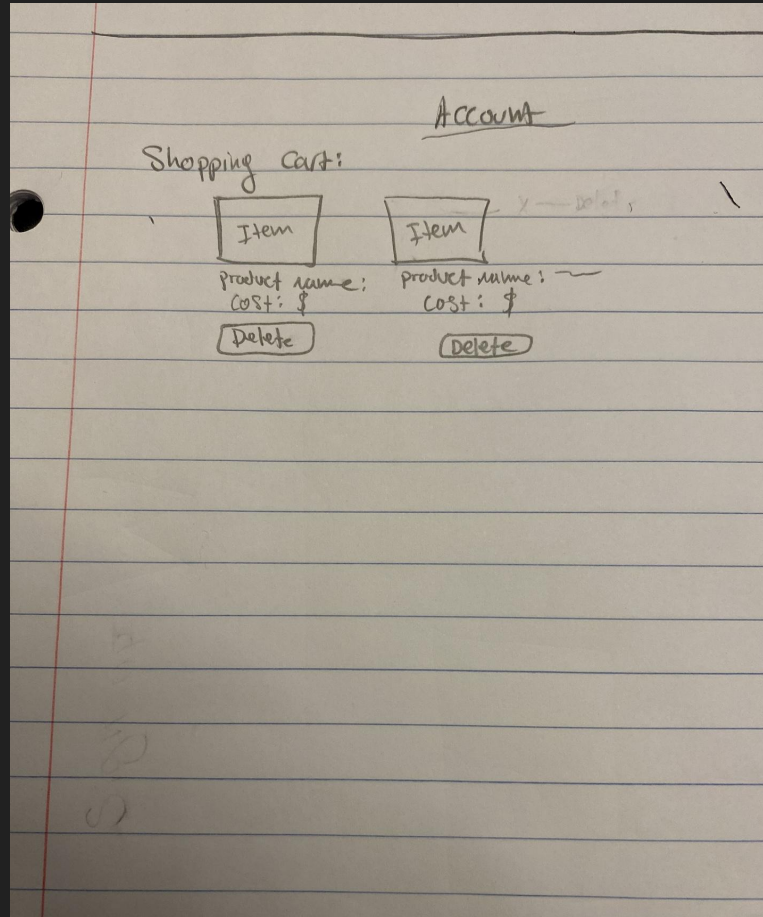 Account
Shopping Cart:
Item Item
product name: product name:
cost: $ cost: $
Delete Delete